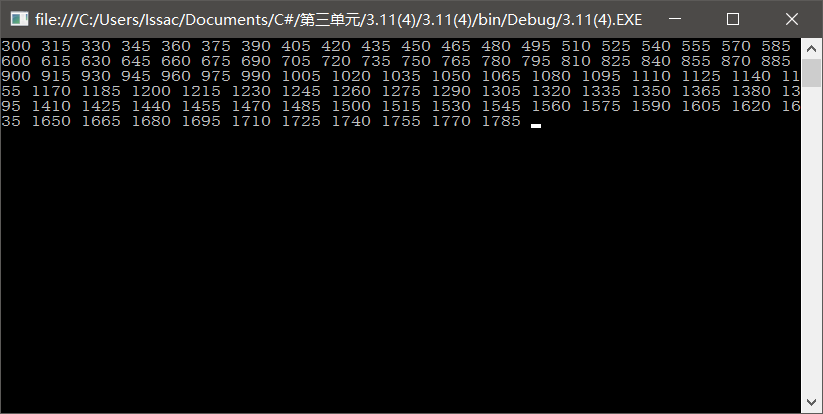 file:///C:/Users/Issac/Documents/C#/第三单元/3.11(4)/3.11(4)/bin/Debug/3.11(4).EXE
300 315 330 345 360 375 390 405 420 435 450 465 480 495 510 525 540 555 570 585
600 615 630 645 660 675 690 705 720 735 750 765 780 795 810 825 840 855 870 885
900 915 930 945 960 975 990 1005 1020 1035 1050 1065 1080 1095 1110 1125 1140 11
55 1170 1185 1200 1215 1230 1245 1260 1275 1290 1305 1320 1335 1350 1365 1380 13
95 1410 1425 1440 1455 1470 1485 1500 1515 1530 1545 1560 1575 1590 1605 1620 16
35 1650 1665 1680 1695 1710 1725 1740 1755 1770 1785